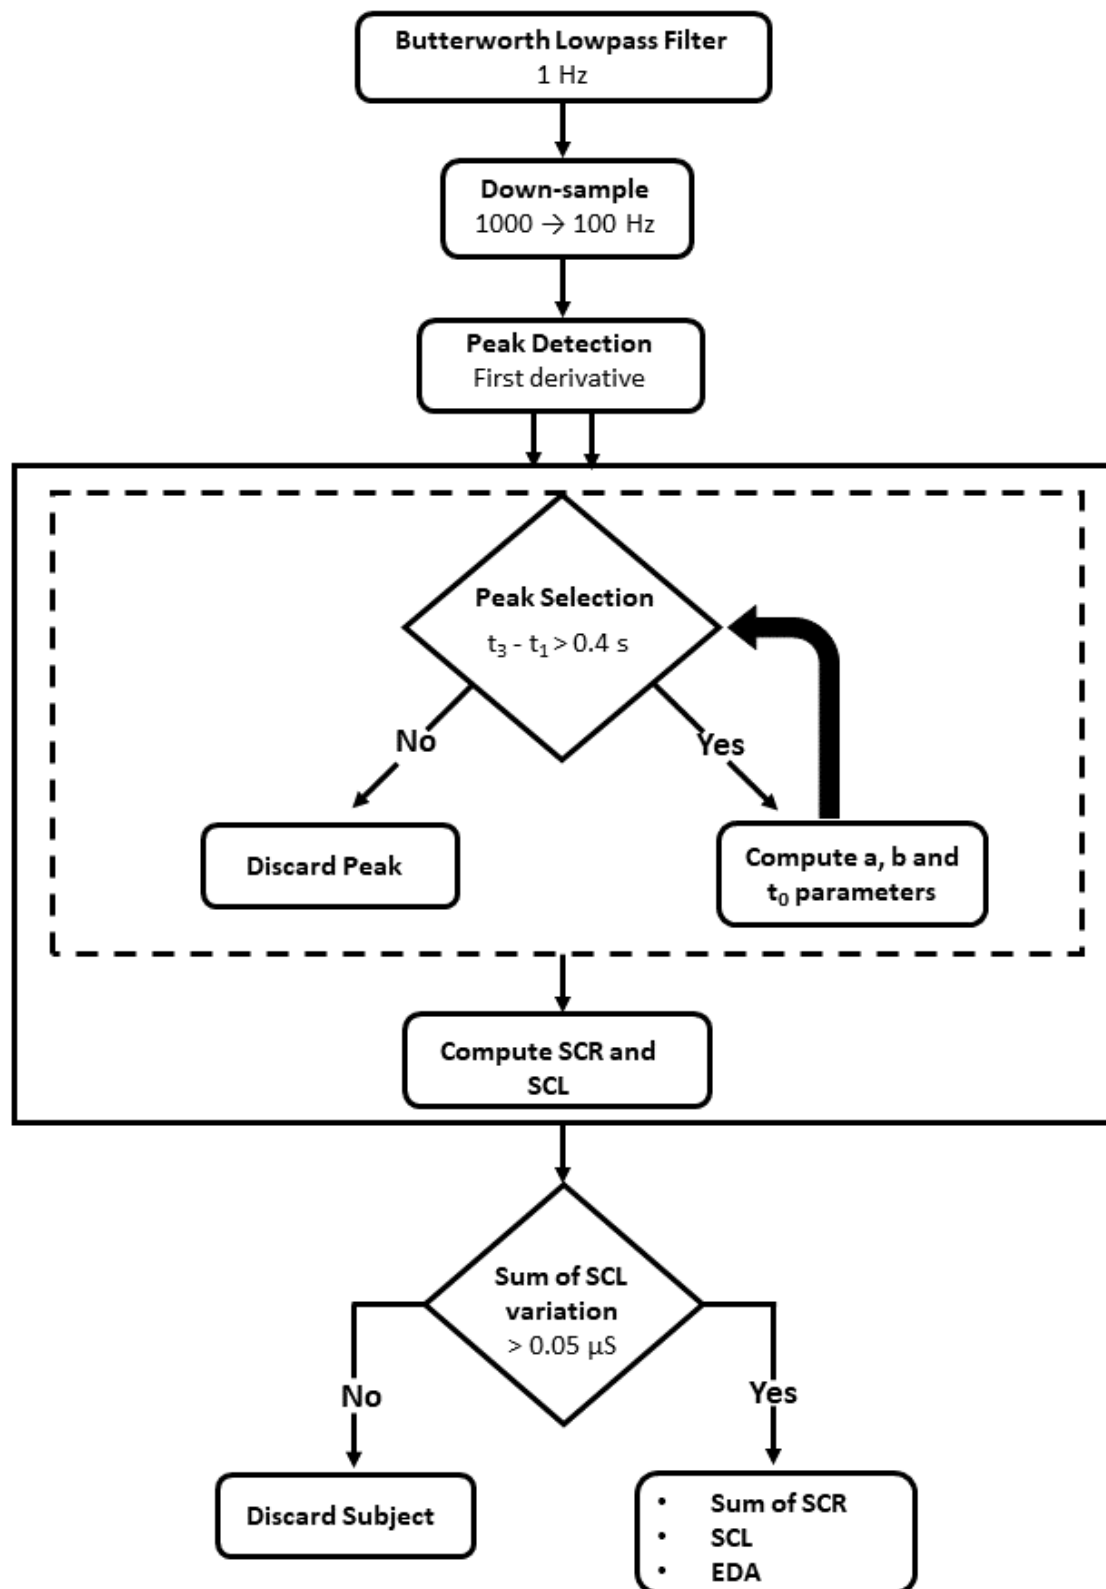 Butterworth Lowpass Filter
1 Hz
Down-sample
1000 → 100 Hz
Peak Detection
First derivative
Peak Selection
t₃ - t₁ > 0.4 s
No
Yes
Discard Peak
Compute a, b and
t₀ parameters
Compute SCR and
SCL
Sum of SCL
variation
> 0.05 µS
No
Yes
Discard Subject
• Sum of SCR
• SCL
• EDA